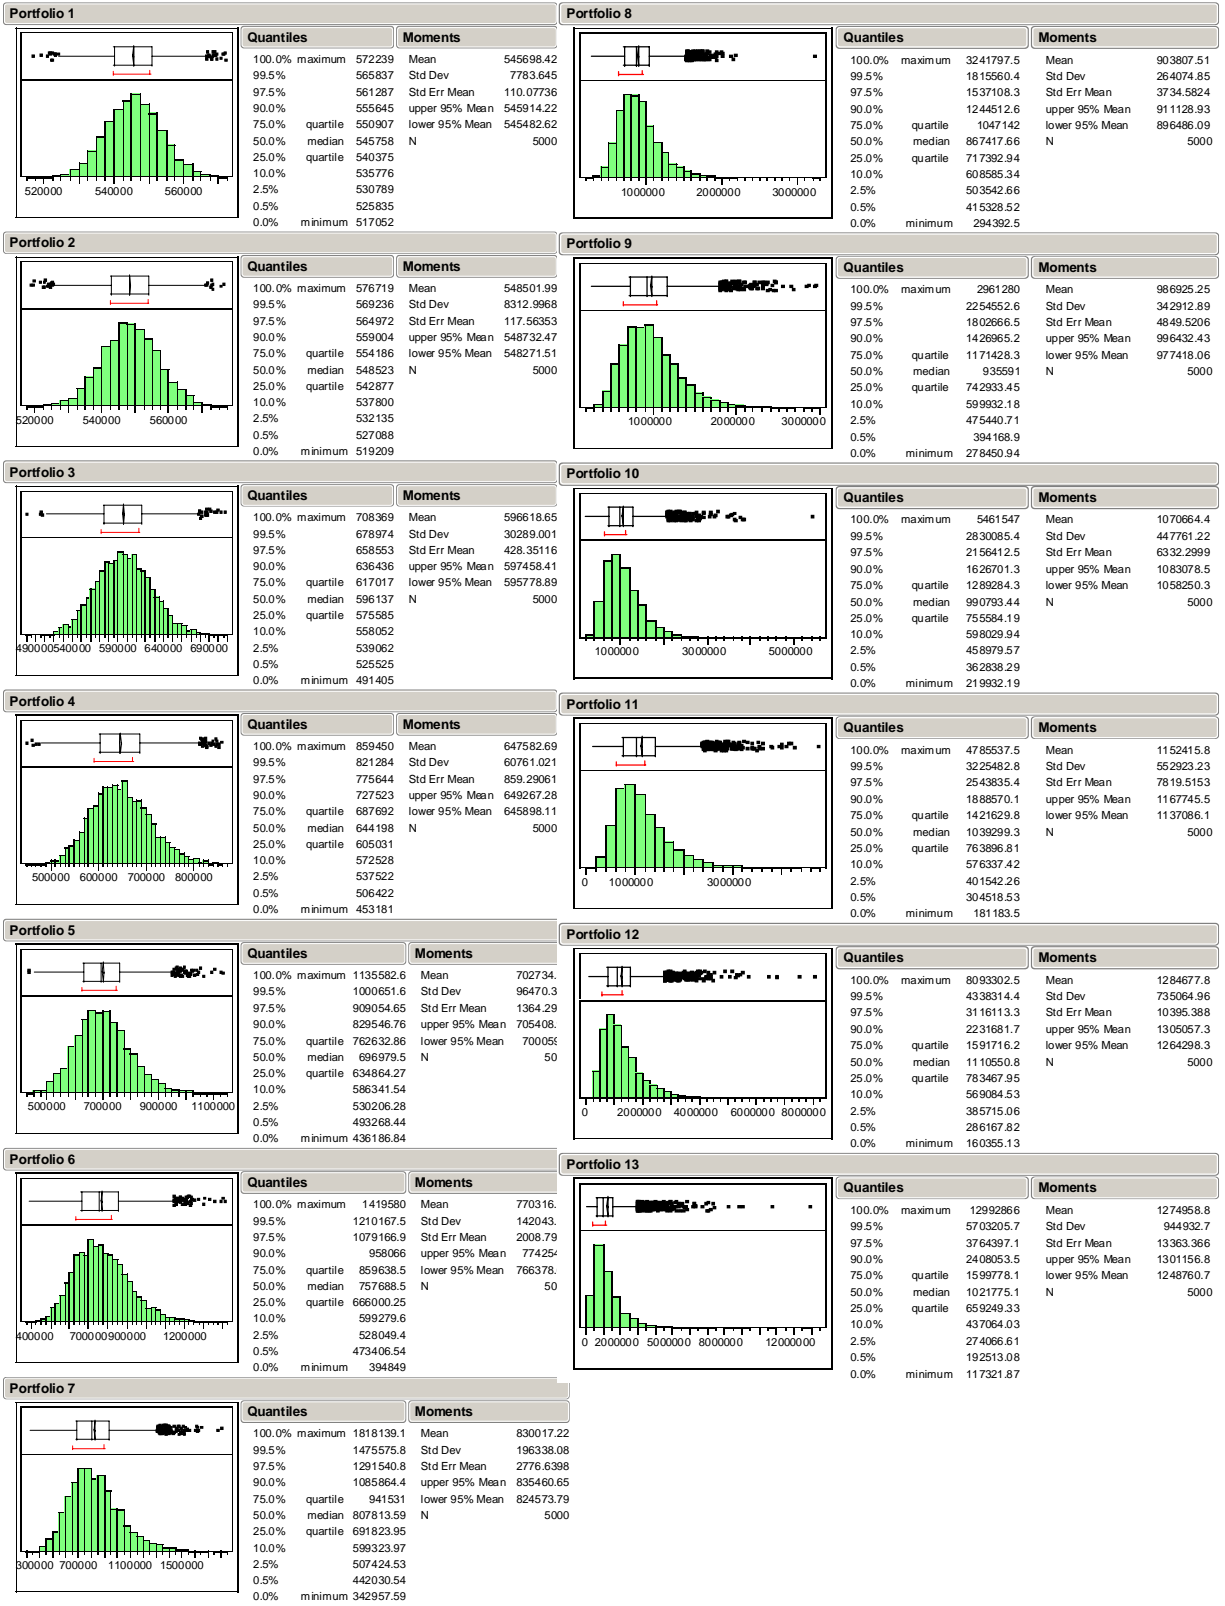 Portfolio 1
Quantiles
Moments
100.0% maximum 572239 Mean 545698.42
99.5% 565837 Std Dev 7783.645
97.5% 561287 Std Err Mean 110.07736
90.0% 555645 upper 95% Mean 545914.22
75.0% quartile 550907 lower 95% Mean 545482.62
50.0% median 545758 N 5000
25.0% quartile 540375
10.0% 535776
2.5% 530789
0.5% 525835
0.0% minimum 517052
520000 540000 560000
Portfolio 2
Quantiles
Moments
100.0% maximum 576719 Mean 548501.99
99.5% 569236 Std Dev 8312.9968
97.5% 564972 Std Err Mean 117.56353
90.0% 559004 upper 95% Mean 548732.47
75.0% quartile 554186 lower 95% Mean 548271.51
50.0% median 548523 N 5000
25.0% quartile 542877
10.0% 537800
2.5% 532135
0.5% 527088
0.0% minimum 519209
520000 540000 560000
Portfolio 3
Quantiles
Moments
100.0% maximum 708369 Mean 596618.65
99.5% 678974 Std Dev 30289.001
97.5% 658553 Std Err Mean 428.35116
90.0% 636436 upper 95% Mean 597458.41
75.0% quartile 617017 lower 95% Mean 595778.89
50.0% median 596137 N 5000
25.0% quartile 575585
10.0% 558052
2.5% 539062
0.5% 525525
0.0% minimum 491405
490000 540000 590000 640000 690000
Portfolio 4
Quantiles
Moments
100.0% maximum 859450 Mean 647582.69
99.5% 821284 Std Dev 60761.021
97.5% 775644 Std Err Mean 859.29061
90.0% 727523 upper 95% Mean 649267.28
75.0% quartile 687692 lower 95% Mean 645898.11
50.0% median 644198 N 5000
25.0% quartile 605031
10.0% 572528
2.5% 537522
0.5% 506422
0.0% minimum 453181
500000 600000 700000 800000
Portfolio 5
Quantiles
Moments
100.0% maximum 1135582.6 Mean 702734.
99.5% 1000651.6 Std Dev 96470.3
97.5% 909054.65 Std Err Mean 1364.29
90.0% 829546.76 upper 95% Mean 705408.
75.0% quartile 762632.86 lower 95% Mean 700059
50.0% median 696979.5 N 50
25.0% quartile 634864.27
10.0% 586341.54
2.5% 530206.28
0.5% 493268.44
0.0% minimum 436186.84
500000 700000 900000 1100000
Portfolio 6
Quantiles
Moments
100.0% maximum 1419580 Mean 770316.
99.5% 1210167.5 Std Dev 142043.
97.5% 1079166.9 Std Err Mean 2008.79
90.0% 958066 upper 95% Mean 774254
75.0% quartile 859638.5 lower 95% Mean 766378.
50.0% median 757688.5 N 50
25.0% quartile 666000.25
10.0% 599279.6
2.5% 528049.4
0.5% 473406.54
0.0% minimum 394849
400000 700000 900000 1200000
Portfolio 7
Quantiles
Moments
100.0% maximum 1818139.1 Mean 830017.22
99.5% 1475575.8 Std Dev 196338.08
97.5% 1291540.8 Std Err Mean 2776.6398
90.0% 1085864.4 upper 95% Mean 835460.65
75.0% quartile 941531 lower 95% Mean 824573.79
50.0% median 807813.59 N 5000
25.0% quartile 691823.95
10.0% 599323.97
2.5% 507424.53
0.5% 442030.54
0.0% minimum 342957.59
300000 700000 1100000 1500000
Portfolio 8
Quantiles
Moments
100.0% maximum 3241797.5 Mean 903807.51
99.5% 1815560.4 Std Dev 264074.85
97.5% 1537108.3 Std Err Mean 3734.5824
90.0% 1244512.6 upper 95% Mean 911128.93
75.0% quartile 1047142 lower 95% Mean 896486.09
50.0% median 867417.66 N 5000
25.0% quartile 717392.94
10.0% 608585.34
2.5% 503542.66
0.5% 415328.52
0.0% minimum 294392.5
1000000 2000000 3000000
Portfolio 9
Quantiles
Moments
100.0% maximum 2961280 Mean 986925.25
99.5% 2254552.6 Std Dev 342912.89
97.5% 1802666.5 Std Err Mean 4849.5206
90.0% 1426965.2 upper 95% Mean 996432.43
75.0% quartile 1171428.3 lower 95% Mean 977418.06
50.0% median 935591 N 5000
25.0% quartile 742933.45
10.0% 599932.18
2.5% 475440.71
0.5% 394168.9
0.0% minimum 278450.94
1000000 2000000 3000000
Portfolio 10
Quantiles
Moments
100.0% maximum 5461547 Mean 1070664.4
99.5% 2830085.4 Std Dev 447761.22
97.5% 2156412.5 Std Err Mean 6332.2999
90.0% 1626701.3 upper 95% Mean 1083078.5
75.0% quartile 1289284.3 lower 95% Mean 1058250.3
50.0% median 990793.44 N 5000
25.0% quartile 755584.19
10.0% 598029.94
2.5% 458979.57
0.5% 362838.29
0.0% minimum 219932.19
1000000 3000000 5000000
Portfolio 11
Quantiles
Moments
100.0% maximum 4785537.5 Mean 1152415.8
99.5% 3225482.8 Std Dev 552923.23
97.5% 2543835.4 Std Err Mean 7819.5153
90.0% 1888570.1 upper 95% Mean 1167745.5
75.0% quartile 1421629.8 lower 95% Mean 1137086.1
50.0% median 1039299.3 N 5000
25.0% quartile 763896.81
10.0% 576337.42
2.5% 401542.26
0.5% 304518.53
0.0% minimum 181183.5
0 1000000 3000000
Portfolio 12
Quantiles
Moments
100.0% maximum 8093302.5 Mean 1284677.8
99.5% 4338314.4 Std Dev 735064.96
97.5% 3116113.3 Std Err Mean 10395.388
90.0% 2231681.7 upper 95% Mean 1305057.3
75.0% quartile 1591716.2 lower 95% Mean 1264298.3
50.0% median 1110550.8 N 5000
25.0% quartile 783467.95
10.0% 569084.53
2.5% 385715.06
0.5% 286167.82
0.0% minimum 160355.13
0 2000000 4000000 6000000 8000000
Portfolio 13
Quantiles
Moments
100.0% maximum 12992866 Mean 1274958.8
99.5% 5703205.7 Std Dev 944932.7
97.5% 3764397.1 Std Err Mean 13363.366
90.0% 2408053.5 upper 95% Mean 1301156.8
75.0% quartile 1599778.1 lower 95% Mean 1248760.7
50.0% median 1021775.1 N 5000
25.0% quartile 659249.33
10.0% 437064.03
2.5% 274066.61
0.5% 192513.08
0.0% minimum 117321.87
0 2000000 5000000 8000000 12000000